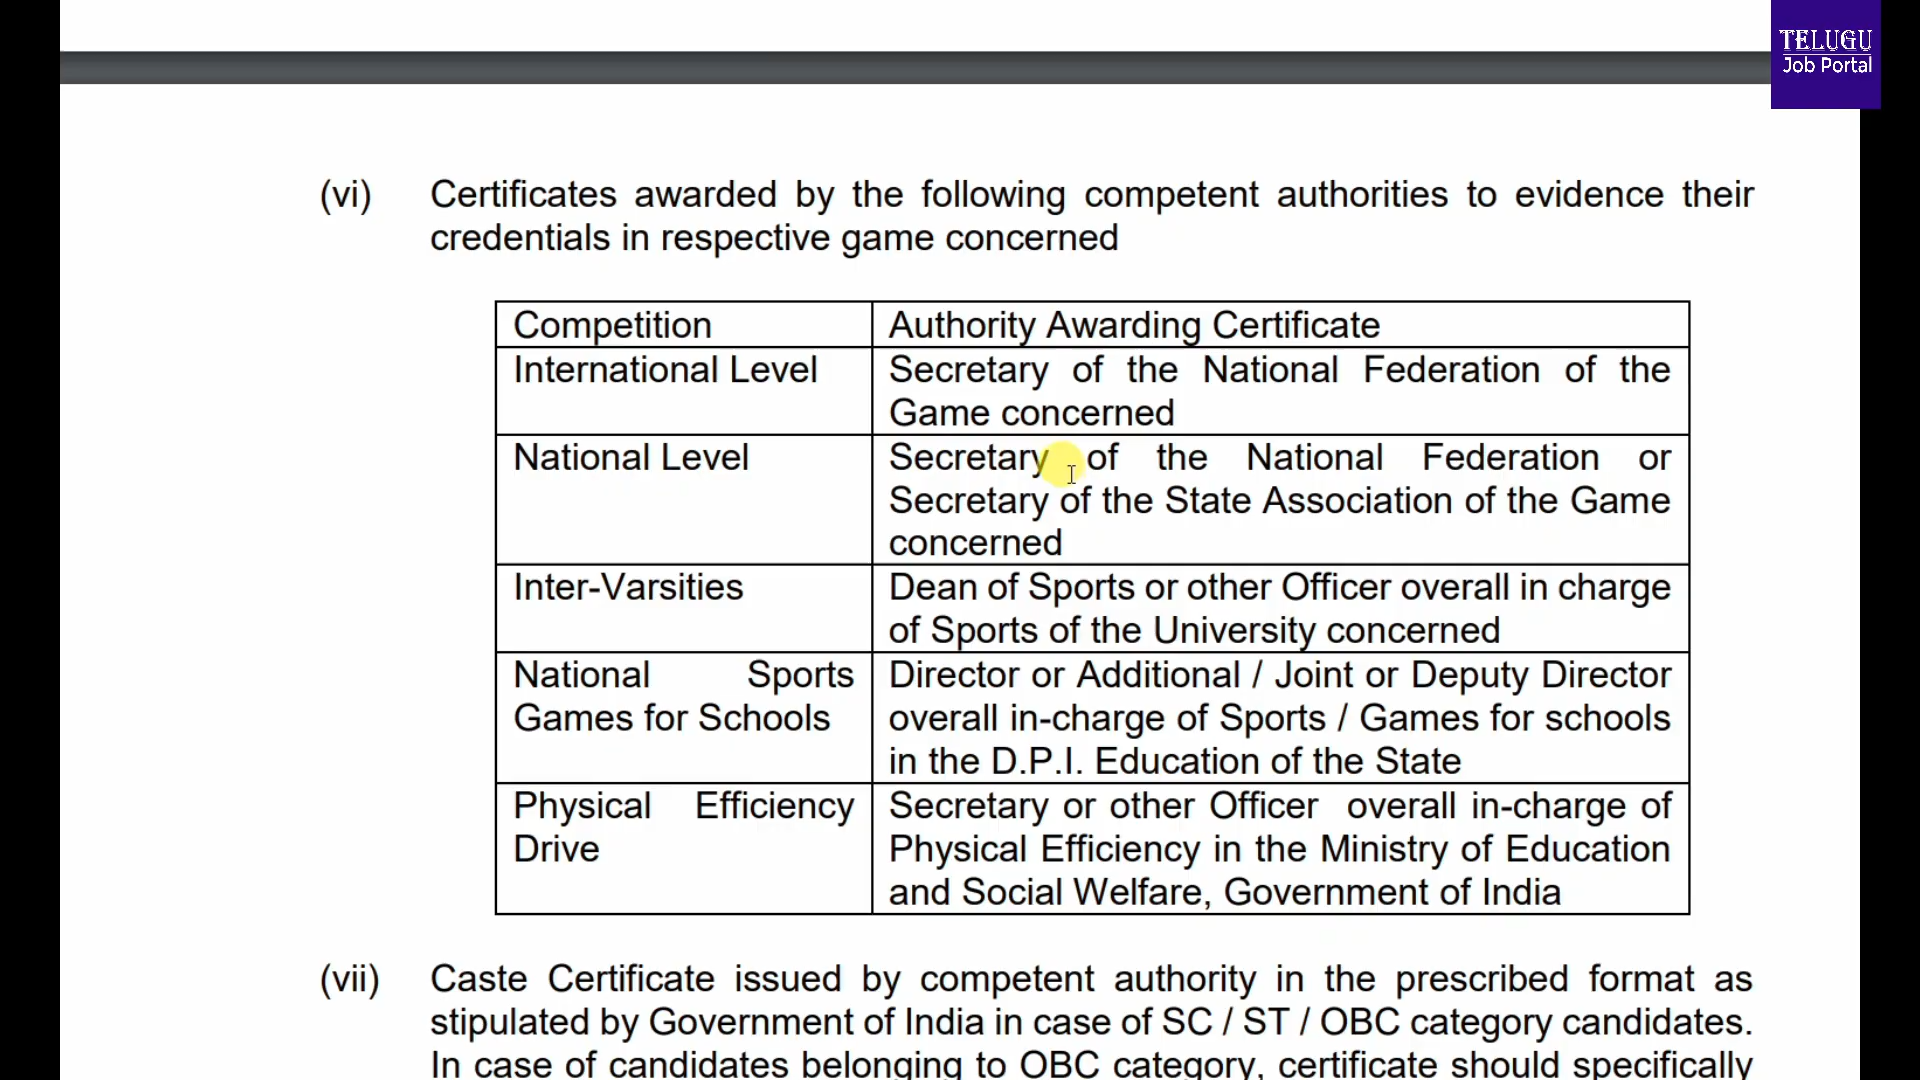 TELUGU
Job Portal
(vi) Certificates awarded by the following competent authorities to evidence their
credentials in respective game concerned
Competition Authority Awarding Certificate
International Level Secretary of the National Federation of the
Game concerned
National Level Secretary of the National Federation or
Secretary of the State Association of the Game
concerned
Inter-Varsities Dean of Sports or other Officer overall in charge
of Sports of the University concerned
National Sports Director or Additional / Joint or Deputy Director
Games for Schools overall in-charge of Sports / Games for schools
in the D.P.I. Education of the State
Physical Efficiency Secretary or other Officer overall in-charge of
Drive Physical Efficiency in the Ministry of Education
and Social Welfare, Government of India
(vii) Caste Certificate issued by competent authority in the prescribed format as
stipulated by Government of India in case of SC / ST / OBC category candidates.
In case of candidates belonging to OBC category, certificate should specifically